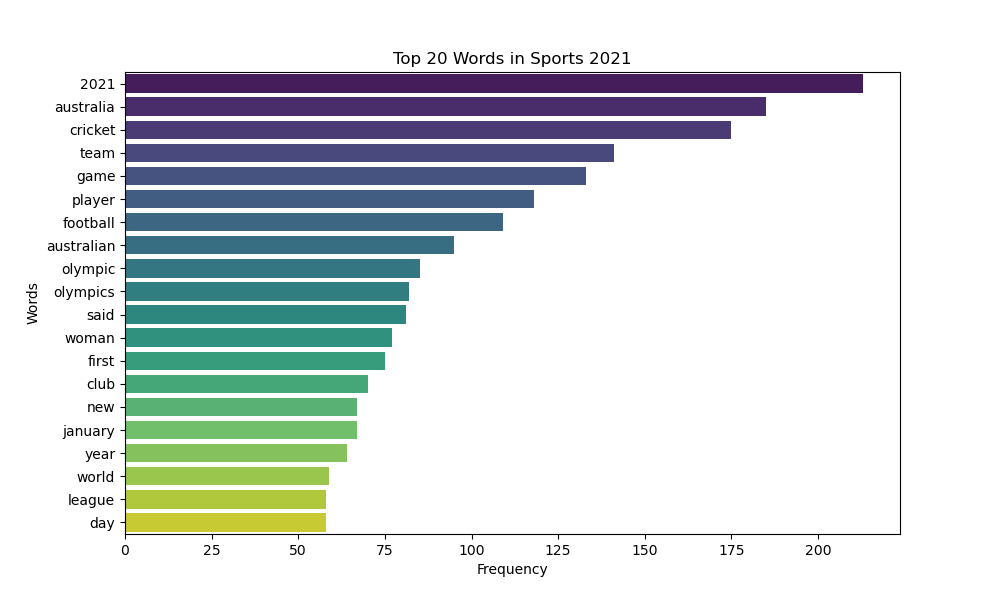 Top 20 Words in Sports 2021
Words
2021
australia
cricket
team
game
player
football
australian
olympic
olympics
said
woman
first
club
new
january
year
world
league
day
0 25 50 75 100 125 150 175 200
Frequency